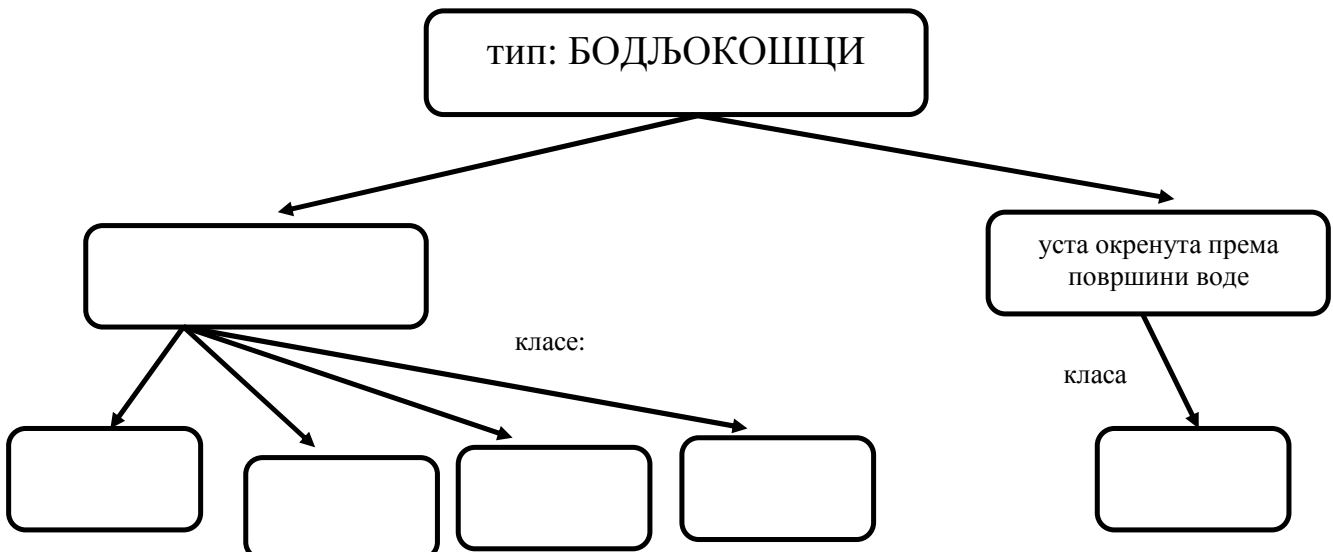 тип: БОДЉОКОШЦИ
уста окренута према
површини воде
класе:
класа